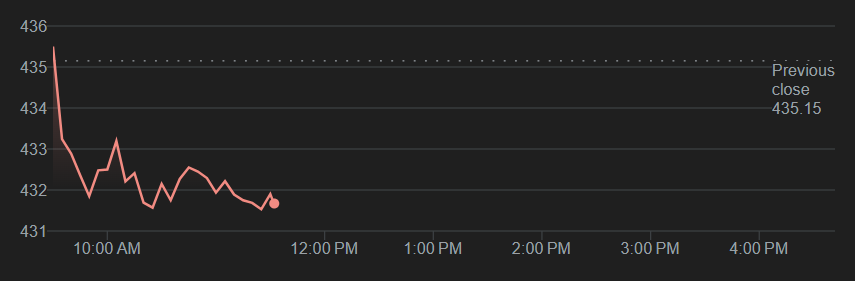 436
435
434
433
432
431
Previous
close
435.15
10:00 AM
12:00 PM
1:00 PM
2:00 PM
3:00 PM
4:00 PM